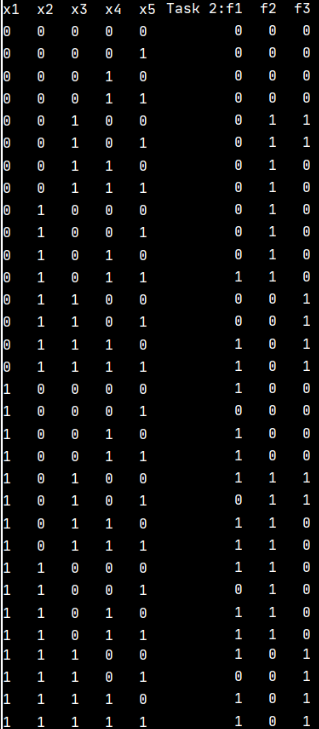 x1 x2 x3 x4 x5 Task 2:f1 f2 f3
0 0 0 0 0 0 0 0
0 0 0 0 1 0 0 0
0 0 0 1 0 0 0 0
0 0 0 1 1 0 0 0
0 0 1 0 0 0 1 1
0 0 1 0 1 0 1 1
0 0 1 1 0 0 1 0
0 0 1 1 1 0 1 0
0 1 0 0 0 0 1 0
0 1 0 0 1 0 1 0
0 1 0 1 0 0 1 0
0 1 0 1 1 1 1 0
0 1 1 0 0 0 0 1
0 1 1 0 1 0 0 1
0 1 1 1 0 1 0 1
0 1 1 1 1 1 0 1
1 0 0 0 0 1 0 0
1 0 0 0 1 0 0 0
1 0 0 1 0 1 0 0
1 0 0 1 1 1 0 0
1 0 1 0 0 1 1 1
1 0 1 0 1 0 1 1
1 0 1 1 0 1 1 0
1 0 1 1 1 1 1 0
1 1 0 0 0 1 1 0
1 1 0 0 1 0 1 0
1 1 0 1 0 1 1 0
1 1 0 1 1 1 1 0
1 1 1 0 0 1 0 1
1 1 1 0 1 0 0 1
1 1 1 1 0 1 0 1
1 1 1 1 1 1 0 1